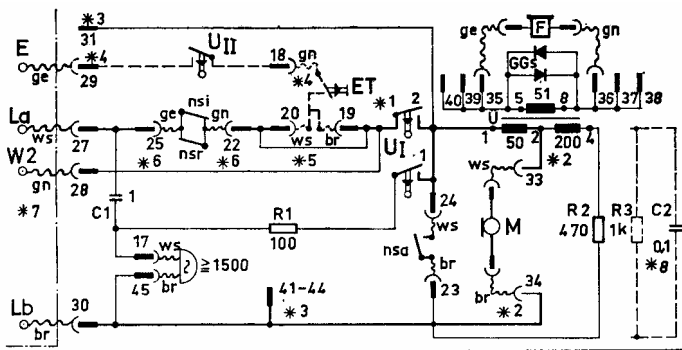 *3
31
E
ge
*4
29
UII
18
gn
*4
ET
ge
F
gn
GGs
40
39
35
5
51
8
36
37
38
La
ws
27
25
ge
nsi
gn
nsr
22
*6
*6
20
19
ws
br
*5
*1
2
UI
1
1
Ü
50
2
200
4
*2
W2
gn
28
*7
C1
1
R1
100
24
ws
nsa
br
23
ws
33
M
br
34
*2
R2
470
R3
1k
C2
0,1
*8
17
ws
45
br
≧1500
41-44
*3
Lb
br
30